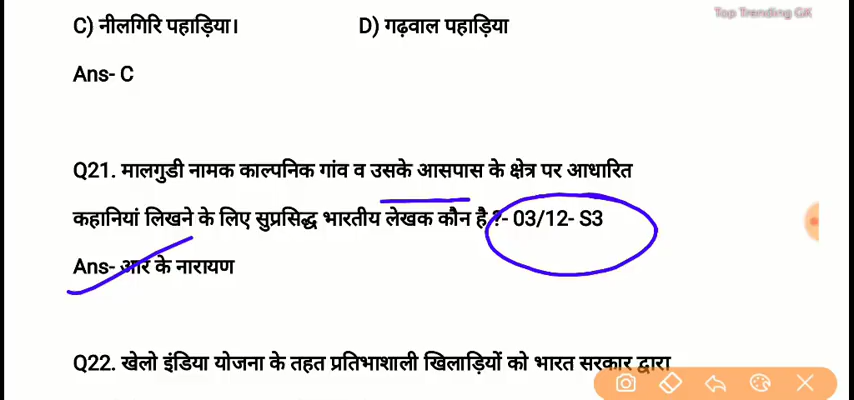 Top Trending GK
C) नीलगिरि पहाड़िया। D) गढ़वाल पहाड़िया
Ans- C
Q21. मालगुडी नामक काल्पनिक गांव व उसके आसपास के क्षेत्र पर आधारित
कहानियां लिखने के लिए सुप्रसिद्ध भारतीय लेखक कौन है ?- 03/12- S3
Ans- आर के नारायण
Q22. खेलो इंडिया योजना के तहत प्रतिभाशाली खिलाड़ियों को भारत सरकार द्वारा